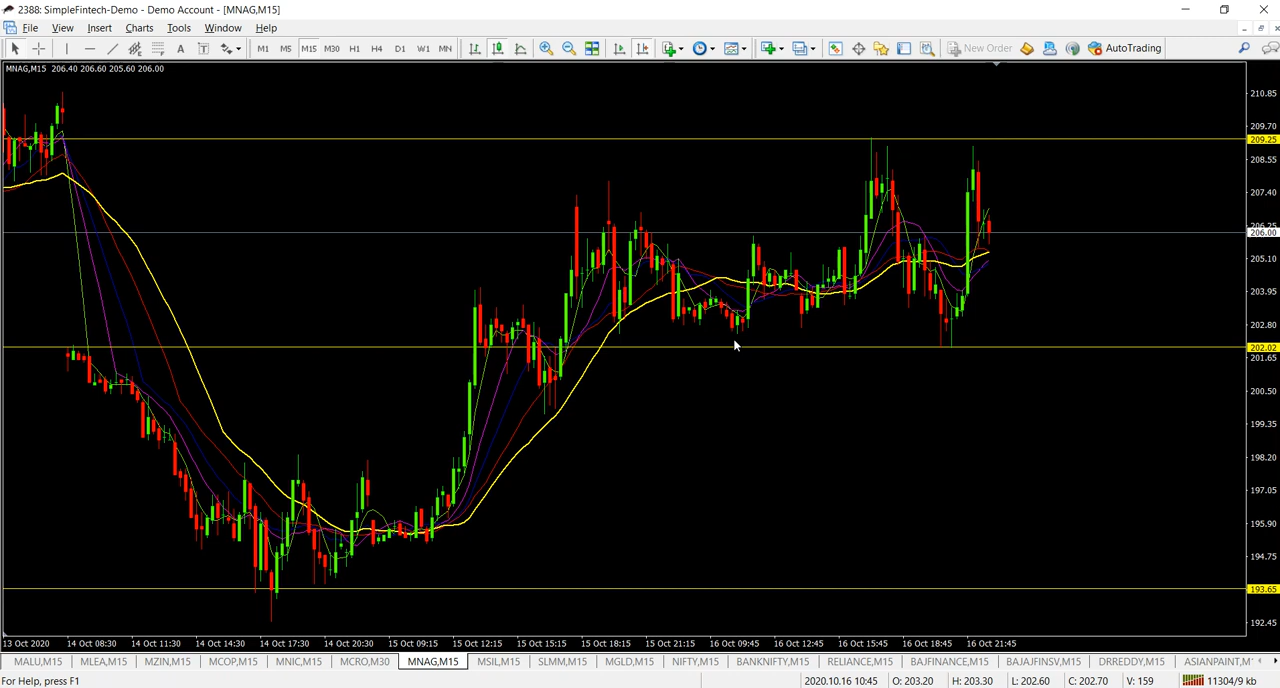 2388: SimpleFintech-Demo - Demo Account - [MNAG,M15]
File View Insert Charts Tools Window Help
A T M1 M5 M15 M30 H1 H4 D1 W1 MN New Order AutoTrading
MNAG,M15 206.40 206.60 205.60 206.00
210.85
209.70
209.25
208.55
207.40
206.25
206.00
205.10
203.95
202.80
202.02
201.65
200.50
199.35
198.20
197.05
195.90
194.75
193.65
192.45
13 Oct 2020 14 Oct 08:30 14 Oct 11:30 14 Oct 14:30 14 Oct 17:30 14 Oct 20:30 15 Oct 09:15 15 Oct 12:15 15 Oct 15:15 15 Oct 18:15 15 Oct 21:15 16 Oct 09:45 16 Oct 12:45 16 Oct 15:45 16 Oct 18:45 16 Oct 21:45
MALU,M15 MLEA,M15 MZIN,M15 MCOP,M15 MNIC,M15 MCRO,M30 MNAG,M15 MSIL,M15 SLMM,M15 MGLD,M15 NIFTY,M15 BANKNIFTY,M15 RELIANCE,M15 BAJFINANCE,M15 BAJAJFINSV,M15 DRREDDY,M15 ASIANPAINT,M
For Help, press F1 2020.10.16 10:45 O: 203.20 H: 203.30 L: 202.60 C: 202.70 V: 159 11304/9 kb